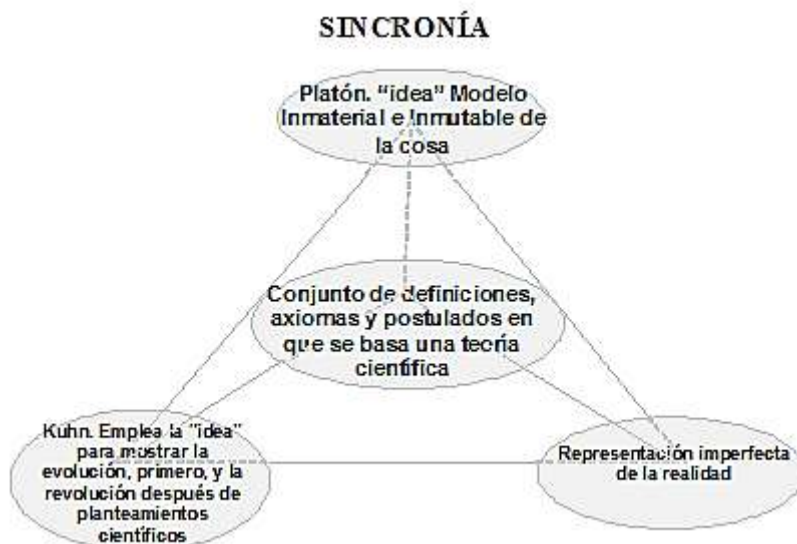 SINCRONÍA
Platón. “idea” Modelo
Inmaterial e Inmutable de
la cosa
Conjunto de definiciones,
axiomas y postulados en
que se basa una teoría
científica
Kuhn. Emplea la “idea”
para mostrar la
evolución, primero, y la
revolución después de
planteamientos
científicos
Representación imperfecta
de la realidad